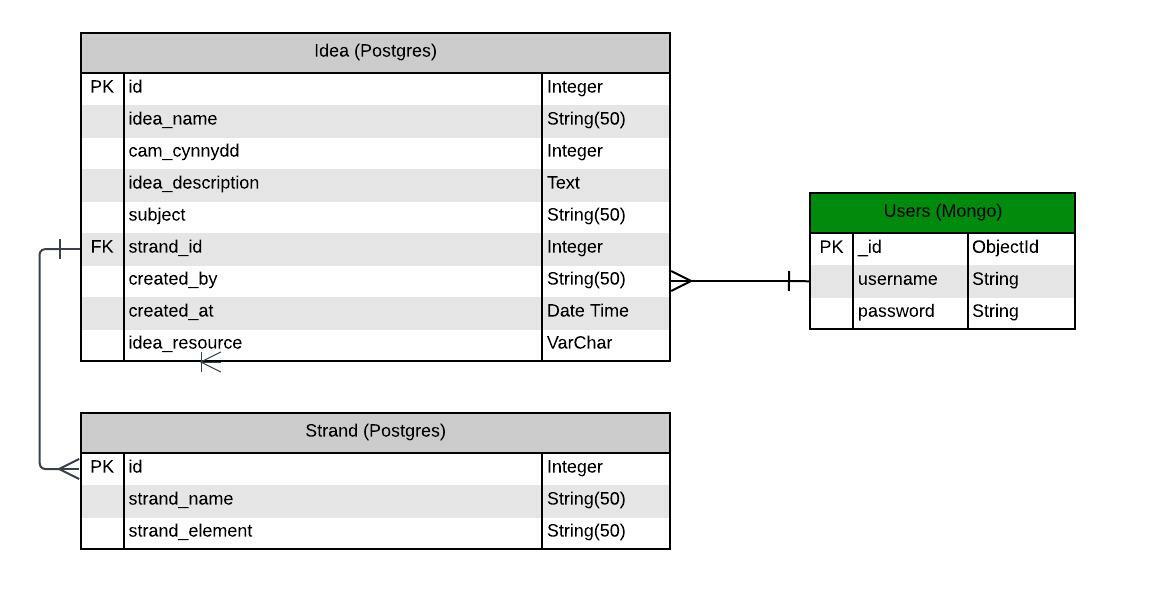 Idea (Postgres)
PK id Integer
idea_name String(50)
cam_cynnydd Integer
idea_description Text
subject String(50)
FK strand_id Integer
created_by String(50)
created_at Date Time
idea_resource VarChar
Users (Mongo)
PK _id ObjectId
username String
password String
Strand (Postgres)
PK id Integer
strand_name String(50)
strand_element String(50)